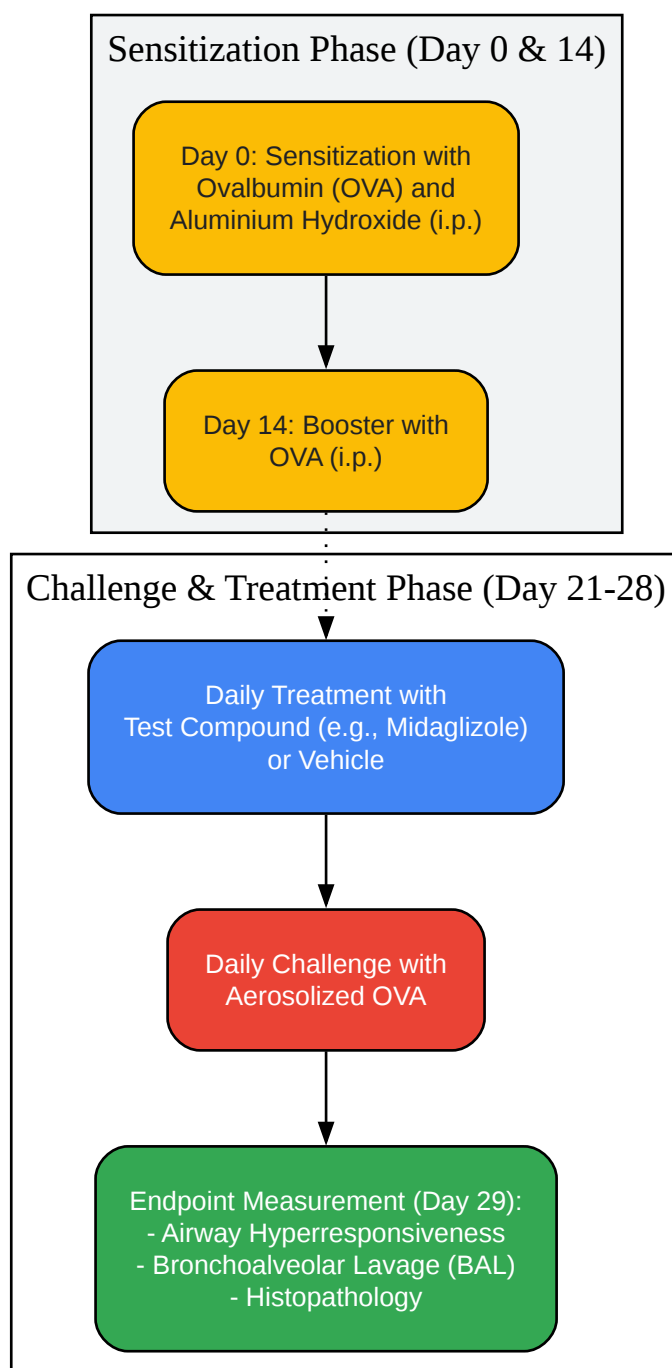 Sensitization Phase (Day 0 & 14)
Day 0: Sensitization with
Ovalbumin (OVA) and
Aluminium Hydroxide (i.p.)
Day 14: Booster with
OVA (i.p.)
Challenge & Treatment Phase (Day 21-28)
Daily Treatment with
Test Compound (e.g., Midaglizole)
or Vehicle
Daily Challenge with
Aerosolized OVA
Endpoint Measurement (Day 29):
- Airway Hyperresponsiveness
- Bronchoalveolar Lavage (BAL)
- Histopathology